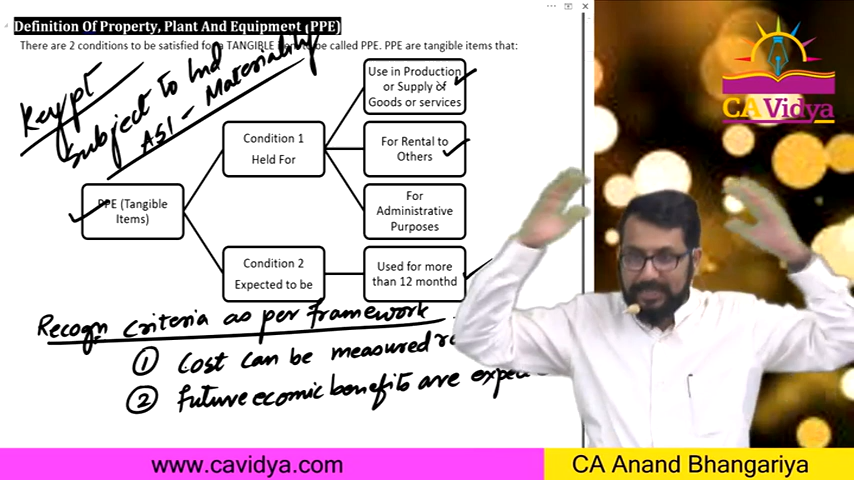 Definition Of Property, Plant And Equipment (PPE)
There are 2 conditions to be satisfied for a TANGIBLE to be called PPE. PPE are tangible items that:
Key pt
Subject to Ind
AS1 - Materiality
Use in Production
or Supply of
Goods or services
Condition 1
Held For
For Rental to
Others
PPE (Tangible
Items)
For
Administrative
Purposes
Condition 2
Expected to be
Used for more
than 12 monthd
Recogn criteria as per framework
① Cost can be measured
② Future ecomic benefits are
CA Vidya
www.cavidya.com
CA Anand Bhangariya